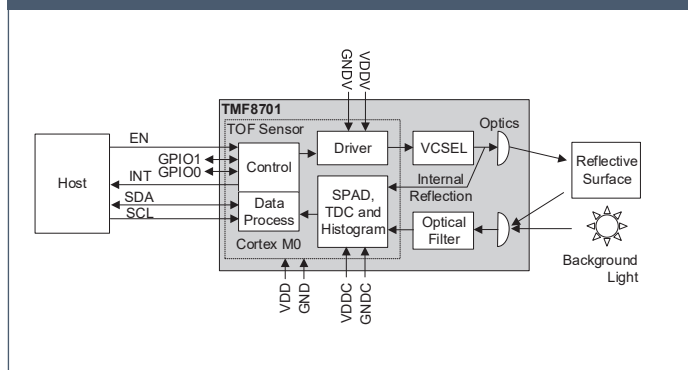 GNDV
VDDV
TMF8701
TOF Sensor
Optics
EN
GPIO1
GPIO0
INT
SDA
SCL
Host
Control
Data
Process
Cortex M0
Driver
VCSEL
Internal
Reflection
SPAD,
TDC and
Histogram
Optical
Filter
Reflective
Surface
Background
Light
VDD
GND
VDDC
GNDC